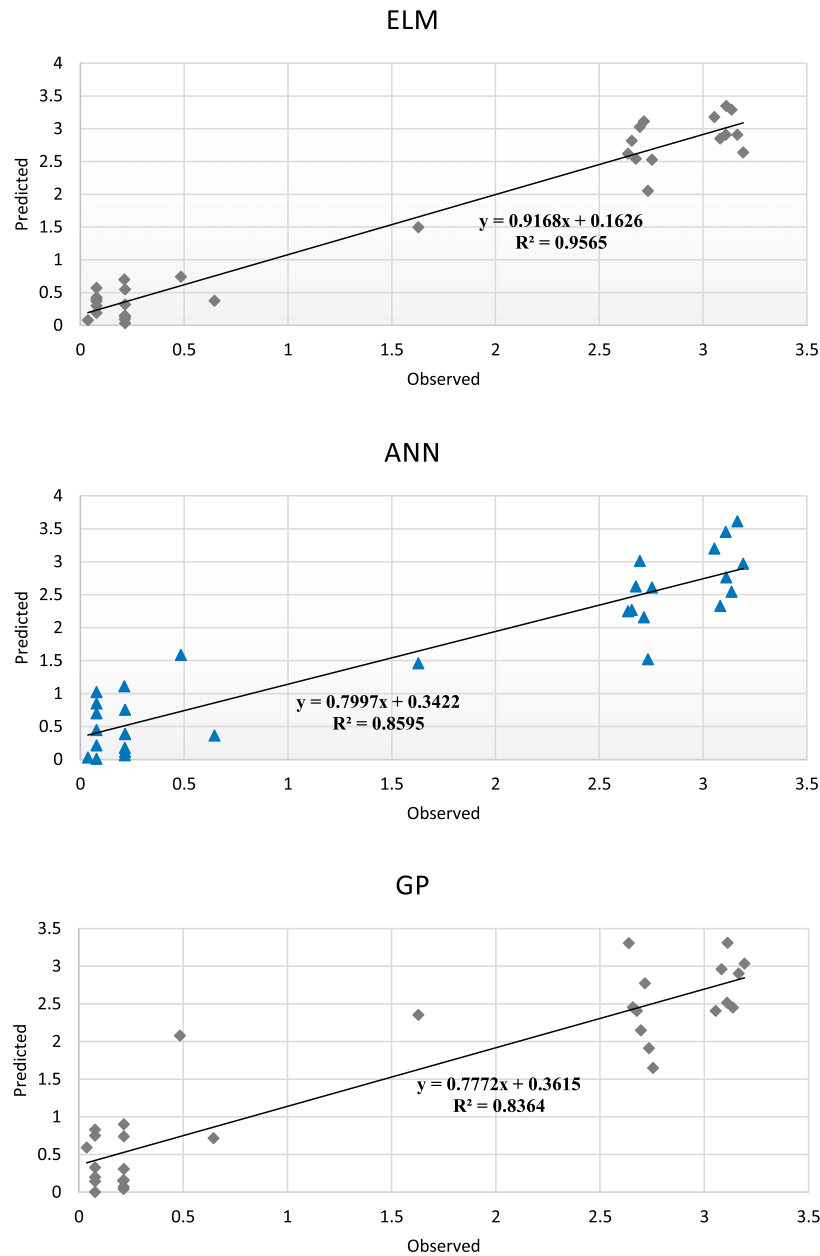 ELM
4
3.5
3
2.5
2
1.5
1
0.5
0
Predicted
y = 0.9168x + 0.1626
R² = 0.9565
0 0.5 1 1.5 2 2.5 3 3.5
Observed
ANN
4
3.5
3
2.5
2
1.5
1
0.5
0
Predicted
y = 0.7997x + 0.3422
R² = 0.8595
0 0.5 1 1.5 2 2.5 3 3.5
Observed
GP
3.5
3
2.5
2
1.5
1
0.5
0
Predicted
y = 0.7772x + 0.3615
R² = 0.8364
0 0.5 1 1.5 2 2.5 3 3.5
Observed